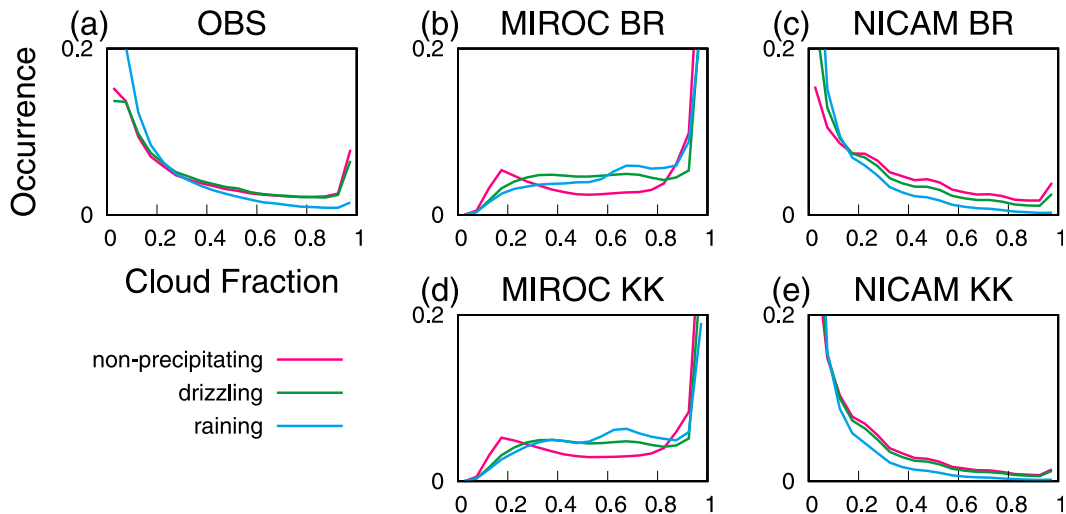 (a) OBS
(b) MIROC BR
(c) NICAM BR
0.2
0.2
0.2
Occurrence
0
0
0
0 0.2 0.4 0.6 0.8 1
0 0.2 0.4 0.6 0.8 1
0 0.2 0.4 0.6 0.8 1
Cloud Fraction
(d) MIROC KK
(e) NICAM KK
0.2
0.2
non-precipitating
drizzling
raining
0
0
0 0.2 0.4 0.6 0.8 1
0 0.2 0.4 0.6 0.8 1